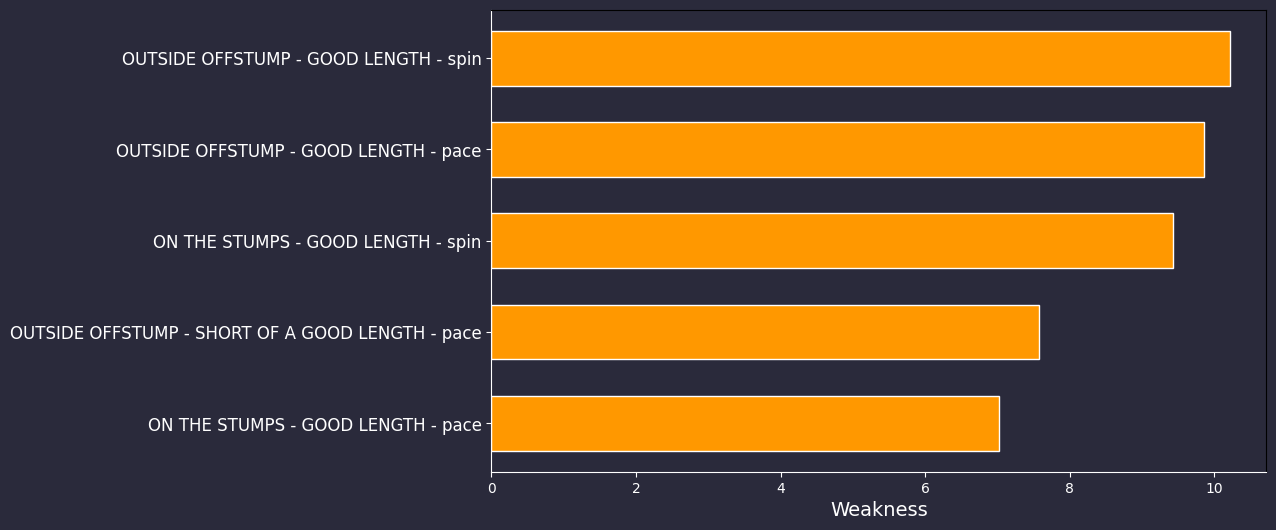 OUTSIDE OFFSTUMP - GOOD LENGTH - spin
OUTSIDE OFFSTUMP - GOOD LENGTH - pace
ON THE STUMPS - GOOD LENGTH - spin
OUTSIDE OFFSTUMP - SHORT OF A GOOD LENGTH - pace
ON THE STUMPS - GOOD LENGTH - pace
0 2 4 6 8 10
Weakness